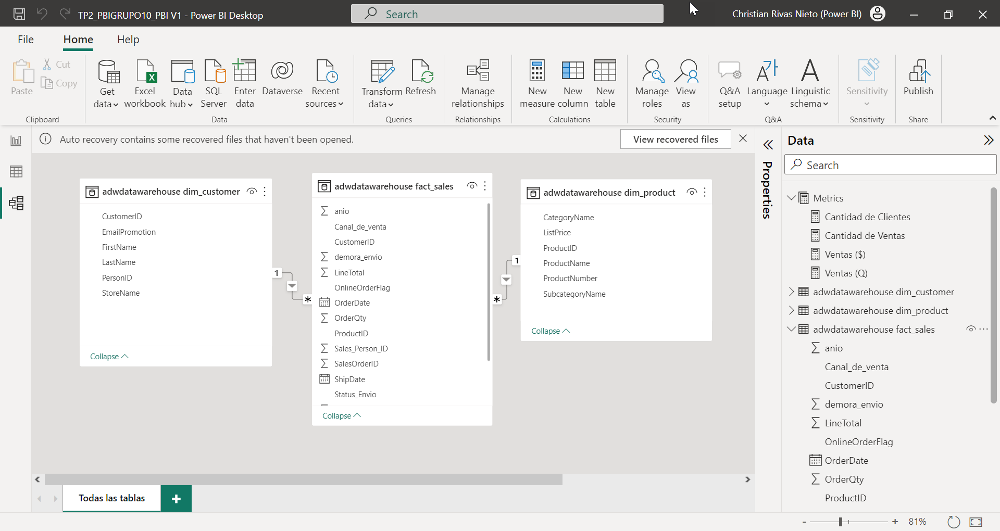 TP2_PBIGRUPO10_PBI V1 - Power BI Desktop
Search
Christian Rivas Nieto (Power BI)
File
Home
Help
Paste
Cut
Copy
Clipboard
Get data
Excel workbook
Data hub
SQL Server
Enter data
Dataverse
Recent sources
Data
Transform data
Refresh
Queries
Manage relationships
Relationships
New measure
New column
New table
Calculations
Manage roles
View as
Security
Q&A setup
Language
Linguistic schema
Q&A
Sensitivity
Sensitivity
Publish
Share
Auto recovery contains some recovered files that haven't been opened.
View recovered files
adwdatawarehouse dim_customer
CustomerID
EmailPromotion
FirstName
LastName
PersonID
StoreName
Collapse
1
*
adwdatawarehouse fact_sales
anio
Canal_de_venta
CustomerID
demora_envio
LineTotal
OnlineOrderFlag
OrderDate
OrderQty
ProductID
Sales_Person_ID
SalesOrderID
ShipDate
Status_Envio
Collapse
1
*
adwdatawarehouse dim_product
CategoryName
ListPrice
ProductID
ProductName
ProductNumber
SubcategoryName
Collapse
Properties
Data
Search
Metrics
Cantidad de Clientes
Cantidad de Ventas
Ventas ($)
Ventas (Q)
adwdatawarehouse dim_customer
adwdatawarehouse dim_product
adwdatawarehouse fact_sales
anio
Canal_de_venta
CustomerID
demora_envio
LineTotal
OnlineOrderFlag
OrderDate
OrderQty
ProductID
Todas las tablas
81%